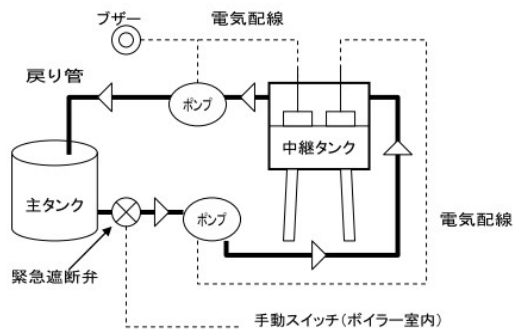 ブザー
電気配線
戻り管
ポンプ
中継タンク
主タンク
ポンプ
電気配線
緊急遮断弁
手動スイッチ（ボイラー室内）